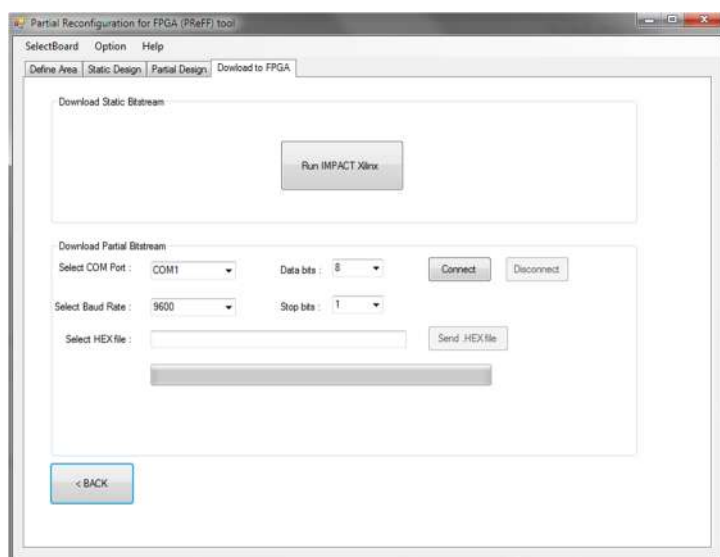 Partial Reconfiguration for FPGA (PReFF) tool
SelectBoard Option Help
Define Area Static Design Partial Design Dowload to FPGA
Download Static Bitstream
Run IMPACT Xilinx
Download Partial Bitstream
Select COM Port : COM1 Data bits : 8 Connect Disconnect
Select Baud Rate : 9600 Stop bits : 1
Select HEX file : Send .HEX file
< BACK